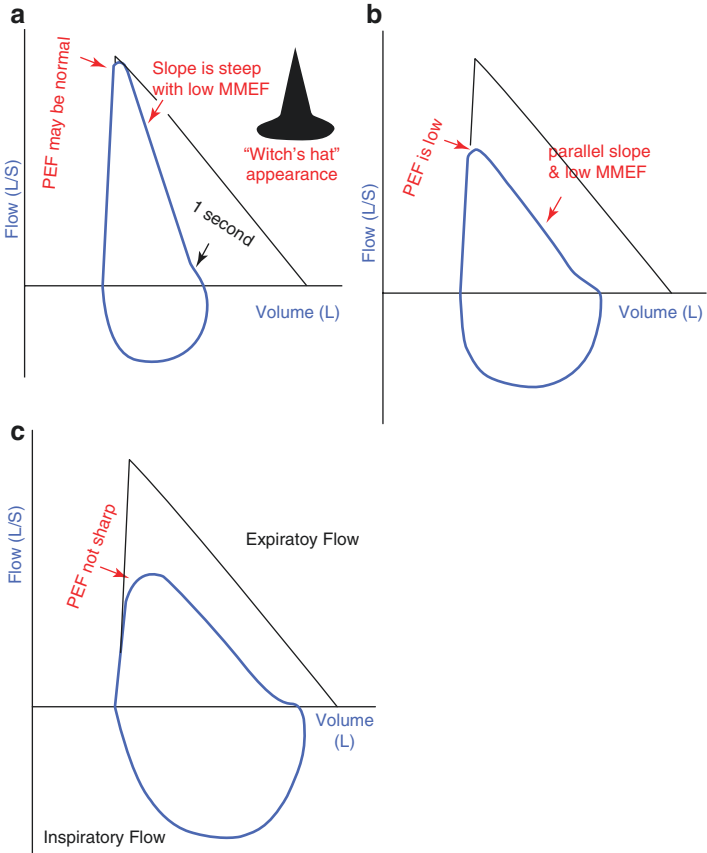 a
PEF may be normal
Slope is steep
with low MMEF
"Witch's hat"
appearance
1 second
Flow (L/S)
Volume (L)
b
PEF is low
parallel slope
& low MMEF
Flow (L/S)
Volume (L)
c
PEF not sharp
Flow (L/S)
Expiratoy Flow
Volume
(L)
Inspiratory Flow